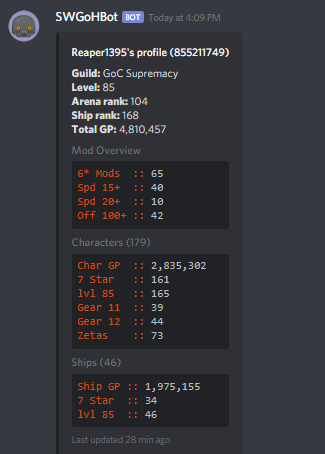 SWGoHBot BOT Today at 4:09 PM
Reaper1395's profile (855211749)
Guild: GoC Supremacy
Level: 85
Arena rank: 104
Ship rank: 168
Total GP: 4,810,457
Mod Overview
6* Mods :: 65
Spd 15+ :: 40
Spd 20+ :: 10
Off 100+ :: 42
Characters (179)
Char GP :: 2,835,302
7 Star :: 161
lvl 85 :: 165
Gear 11 :: 39
Gear 12 :: 44
Zetas :: 73
Ships (46)
Ship GP :: 1,975,155
7 Star :: 34
lvl 85 :: 46
Last updated 28 min ago